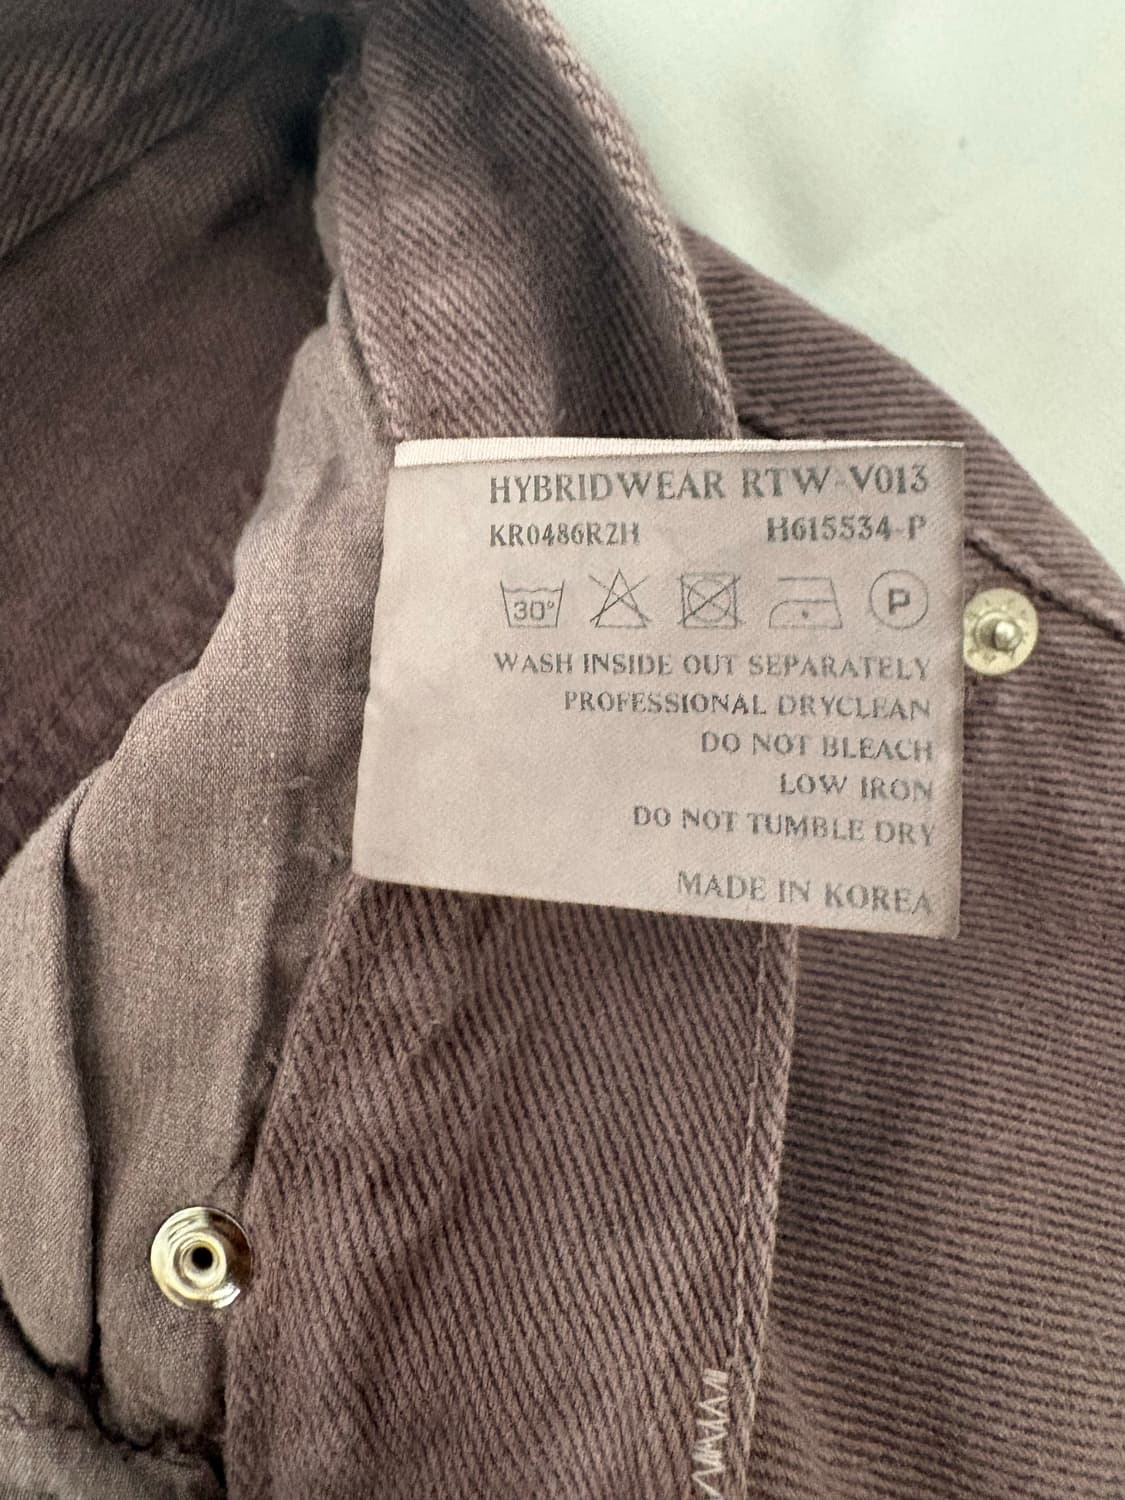 HYBRIDWEAR RTW-V013
KR0486RZH H615534-P
30° P
WASH INSIDE OUT SEPARATELY
PROFESSIONAL DRYCLEAN
DO NOT BLEACH
LOW IRON
DO NOT TUMBLE DRY
MADE IN KOREA